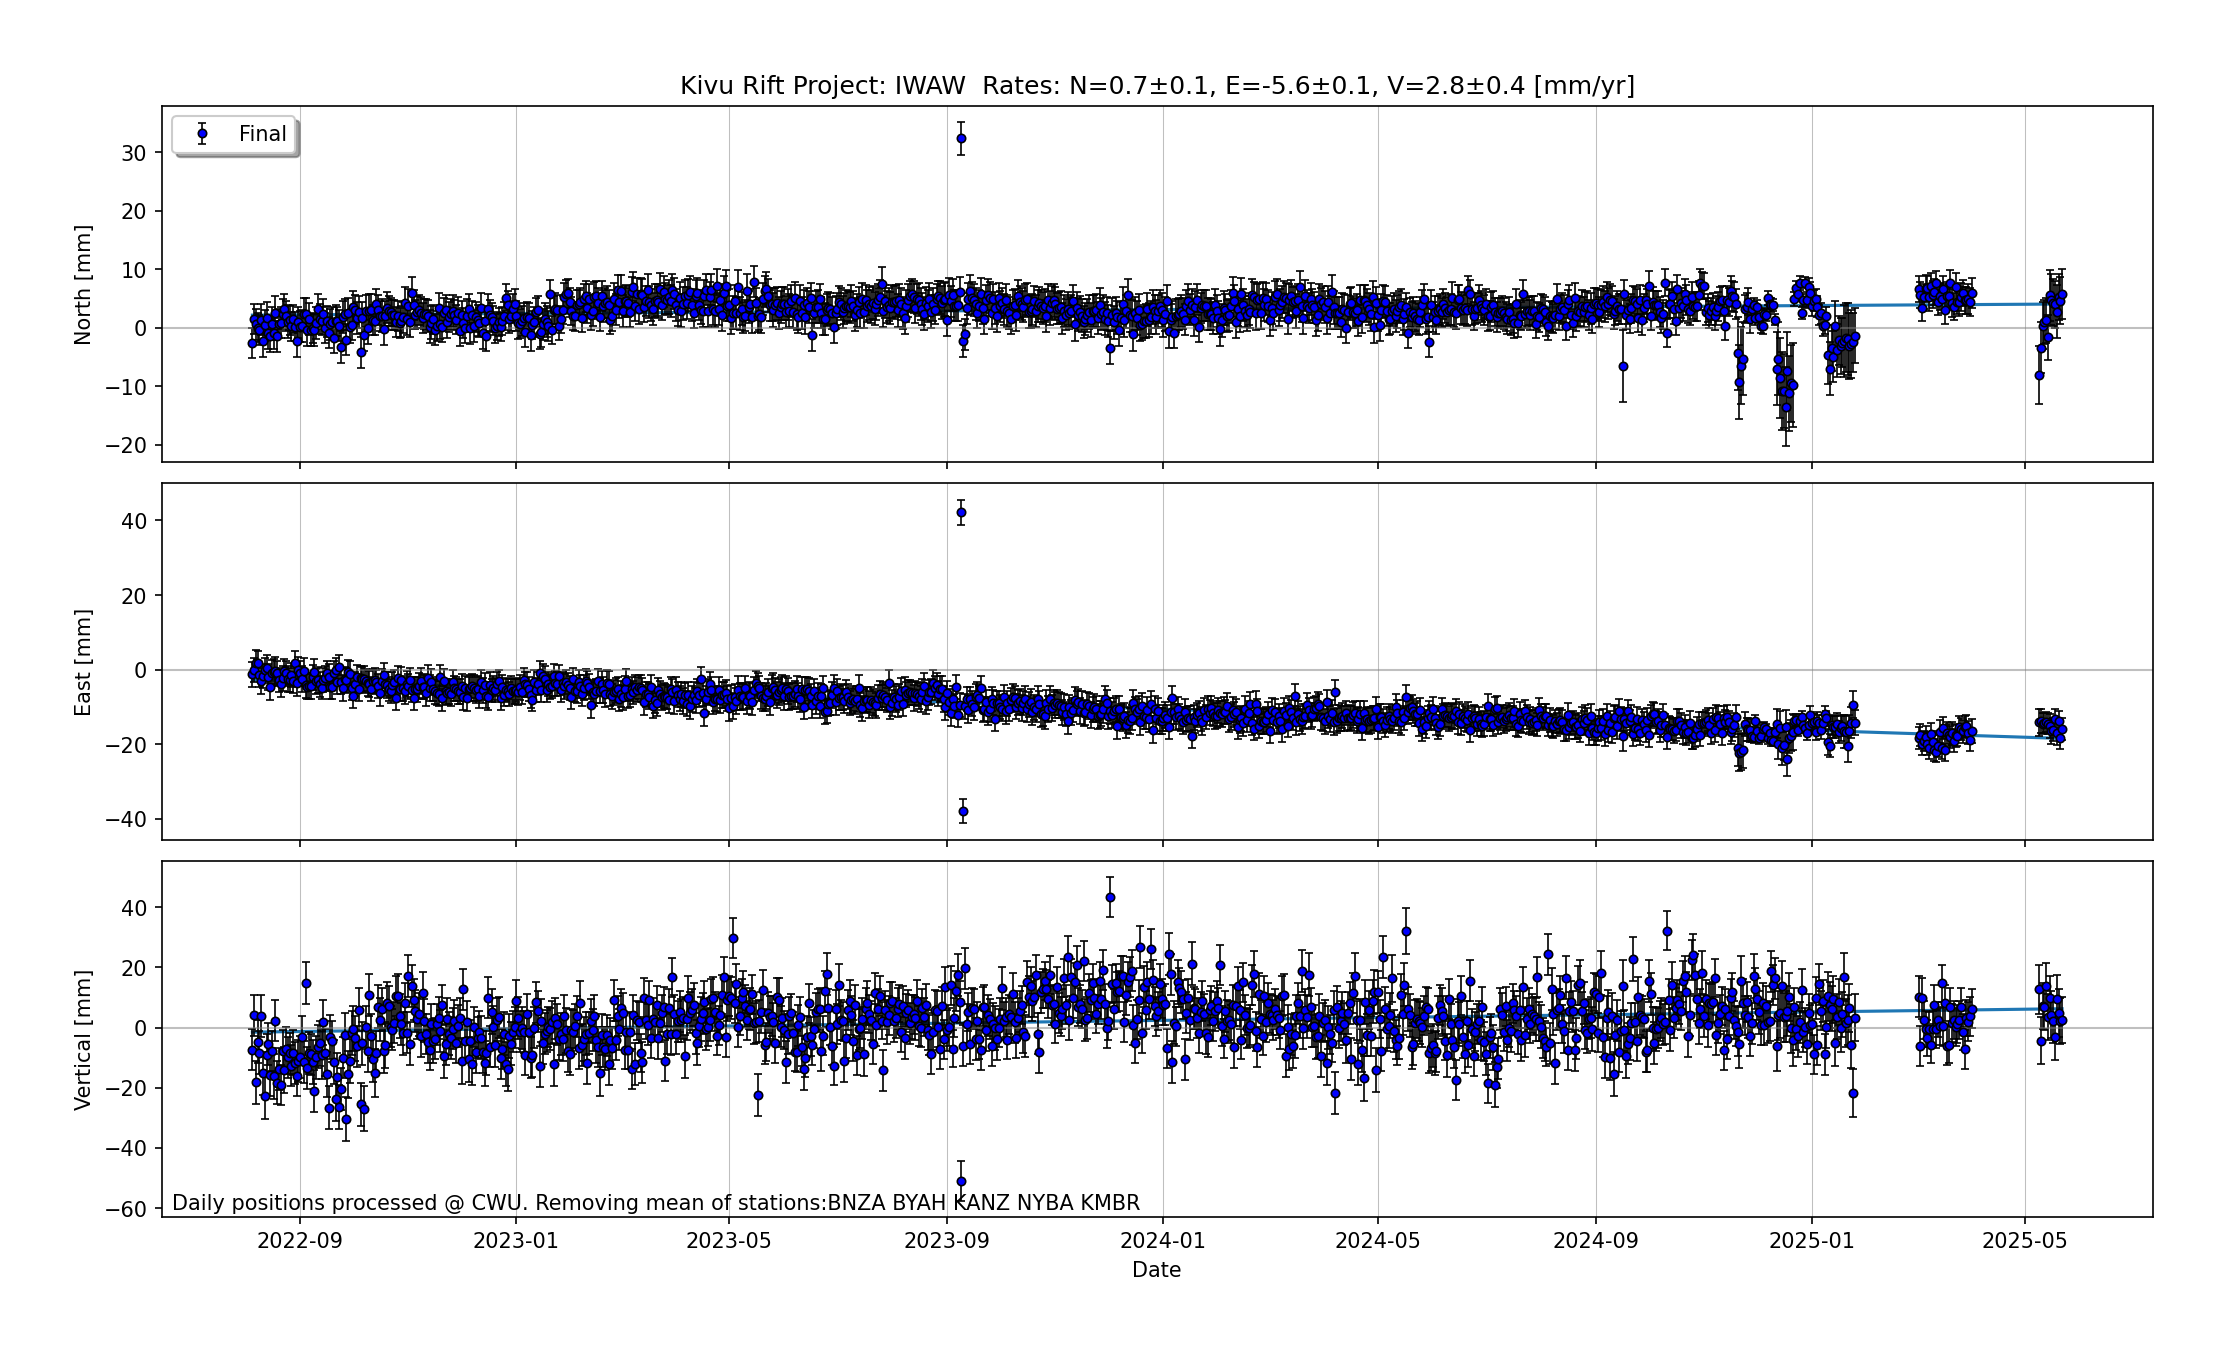 Kivu Rift Project: IWAW  Rates: N=0.7±0.1, E=-5.6±0.1, V=2.8±0.4 [mm/yr]
Final
North [mm]
30
20
10
0
−10
−20
East [mm]
40
20
0
−20
−40
Vertical [mm]
40
20
0
−20
−40
−60
Daily positions processed @ CWU. Removing mean of stations:BNZA BYAH KANZ NYBA KMBR
2022-09 2023-01 2023-05 2023-09 2024-01 2024-05 2024-09 2025-01 2025-05
Date